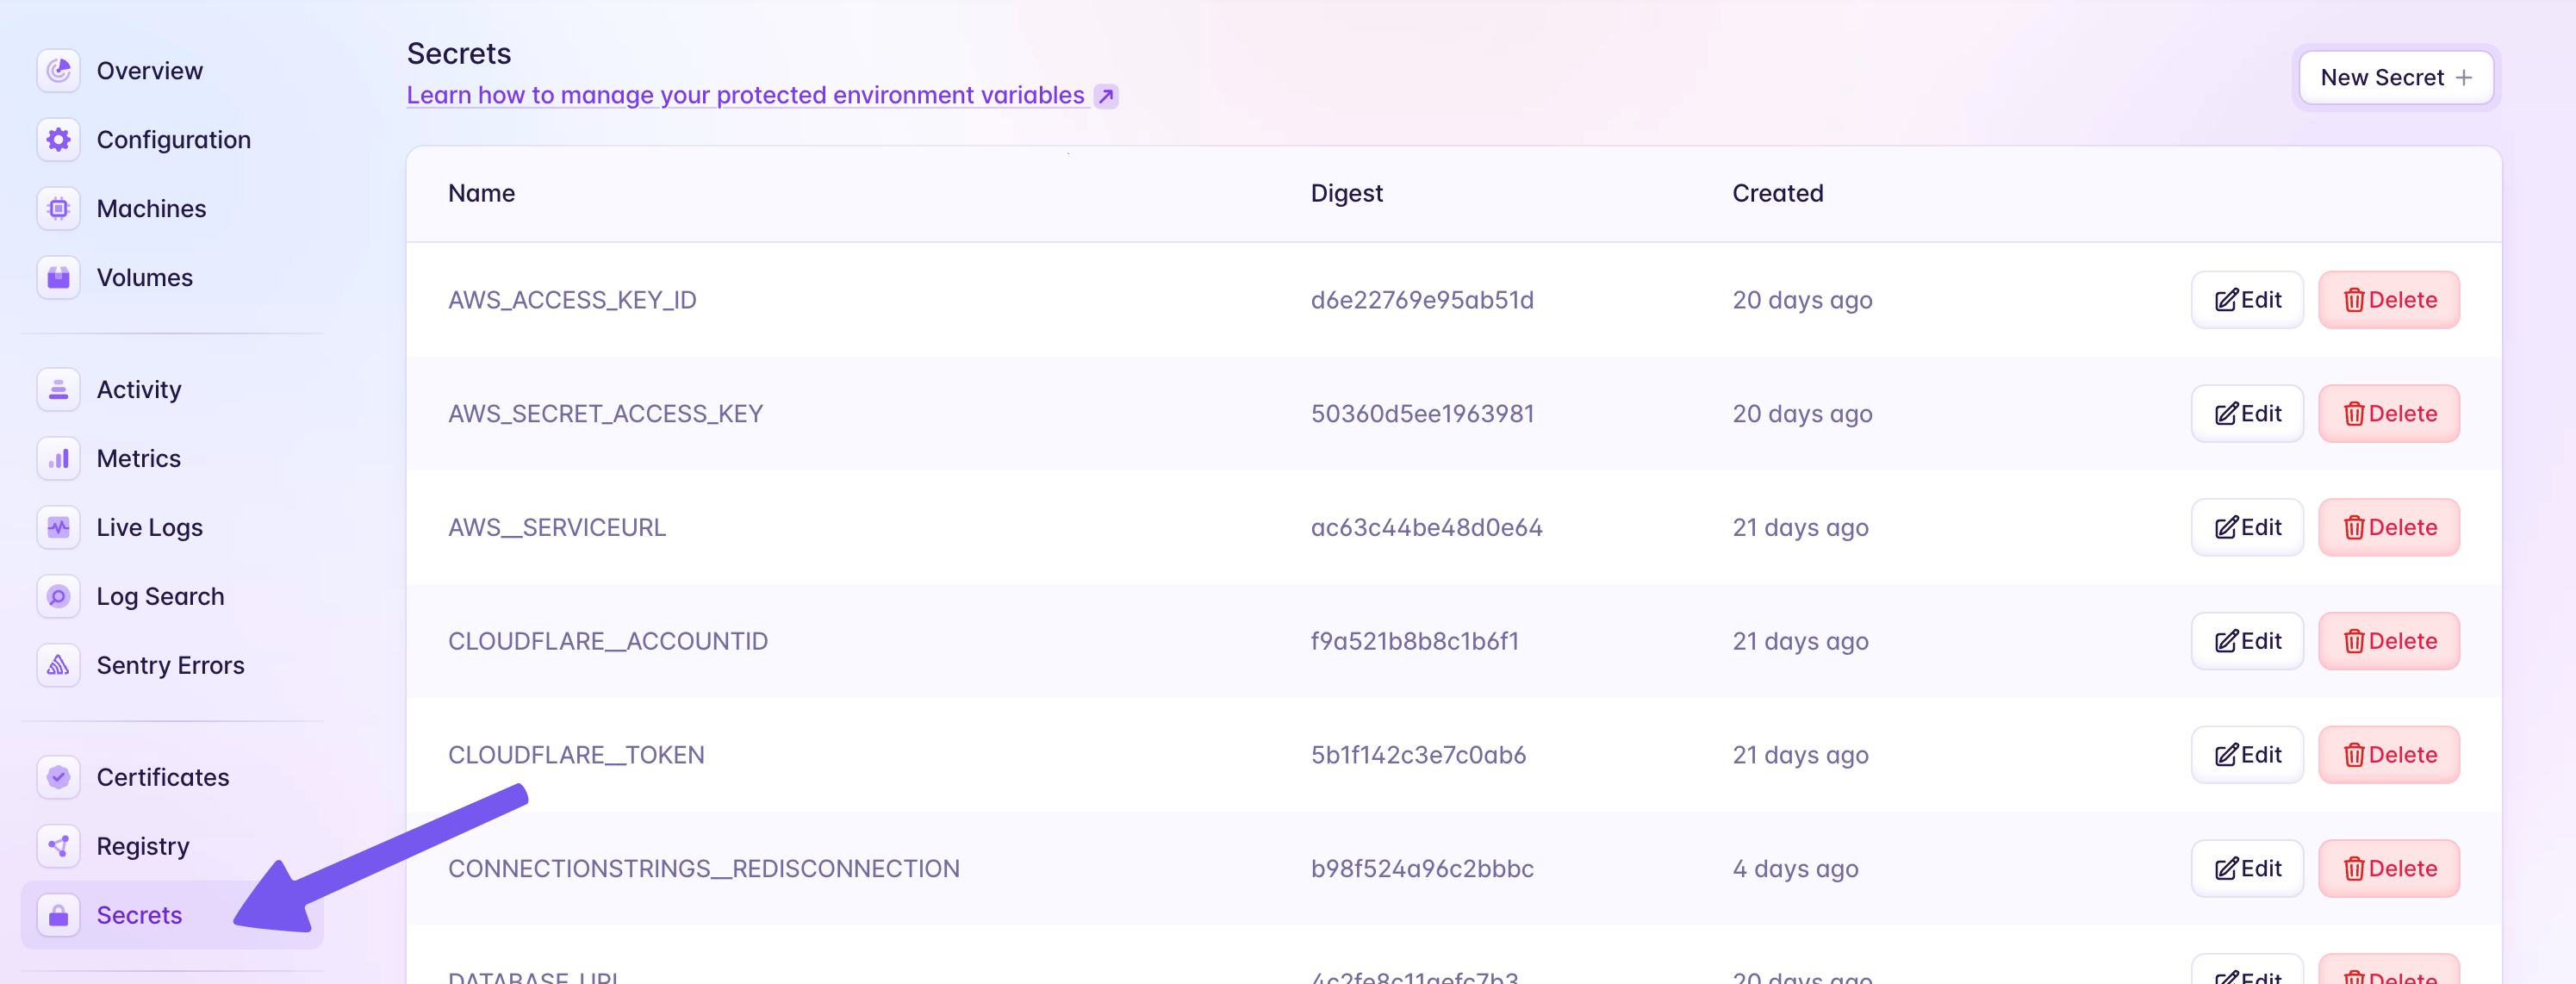 Overview
Configuration
Machines
Volumes
Activity
Metrics
Live Logs
Log Search
Sentry Errors
Certificates
Registry
Secrets
Secrets
Learn how to manage your protected environment variables
New Secret +
Name Digest Created
AWS_ACCESS_KEY_ID d6e22769e95ab51d 20 days ago Edit Delete
AWS_SECRET_ACCESS_KEY 50360d5ee1963981 20 days ago Edit Delete
AWS__SERVICEURL ac63c44be48d0e64 21 days ago Edit Delete
CLOUDFLARE__ACCOUNTID f9a521b8b8c1b6f1 21 days ago Edit Delete
CLOUDFLARE__TOKEN 5b1f142c3e7c0ab6 21 days ago Edit Delete
CONNECTIONSTRINGS__REDISCONNECTION b98f524a96c2bbbc 4 days ago Edit Delete
DATABASE_URL 4c2fe8c11aefc7b3 20 days ago Edit Delete